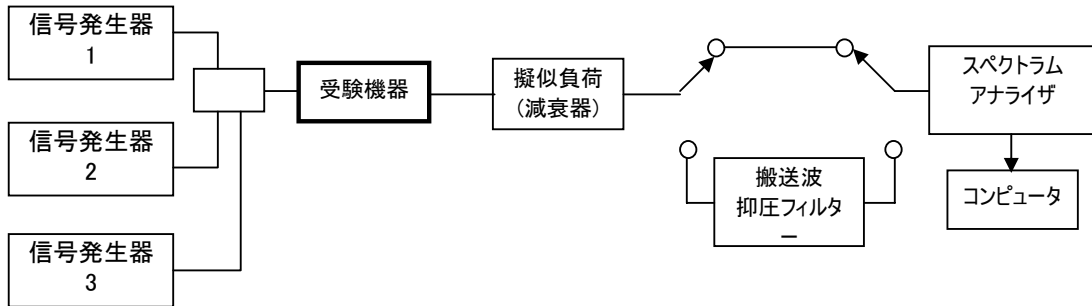 信号発生器
1
信号発生器
2
信号発生器
3
受験機器
擬似負荷
(減衰器)
搬送波
抑圧フィルタ
ー
スペクトラム
アナライザ
コンピュータ